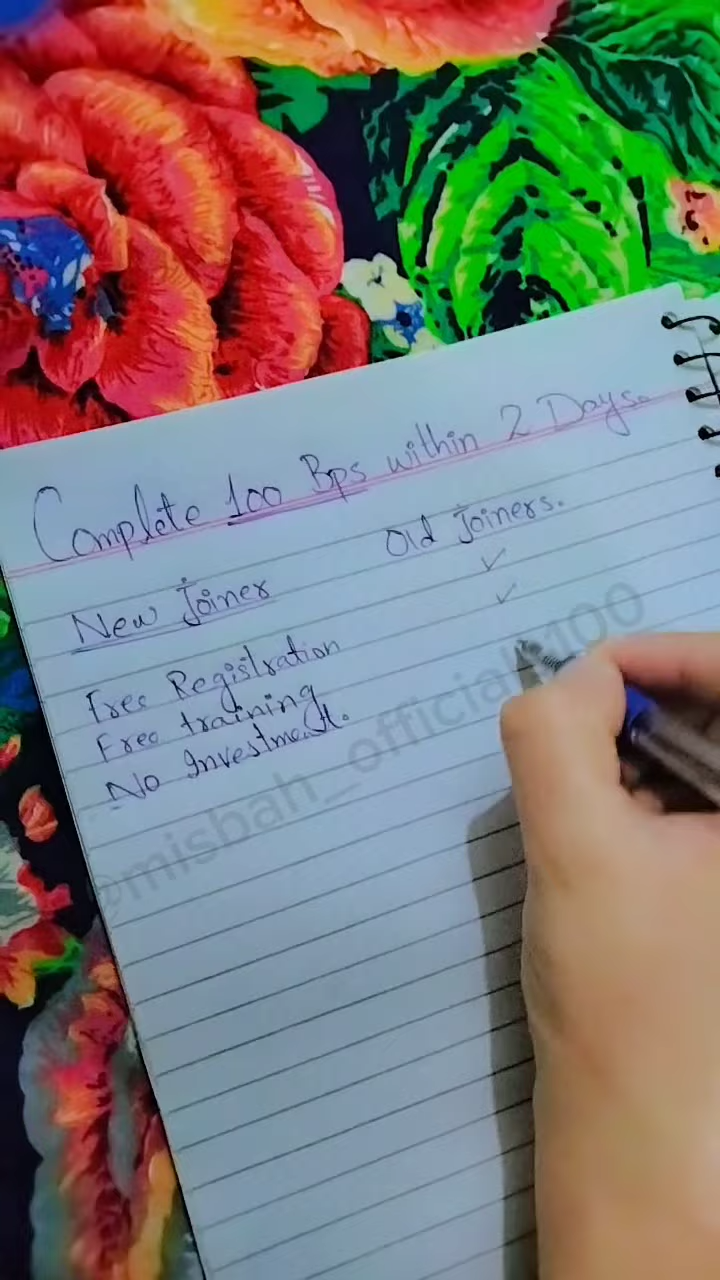 Complete 100 Bps within 2 Days.
New Joiner
Old Joiners.
Free Registration
Free training
No Investment.
@misbah_official100